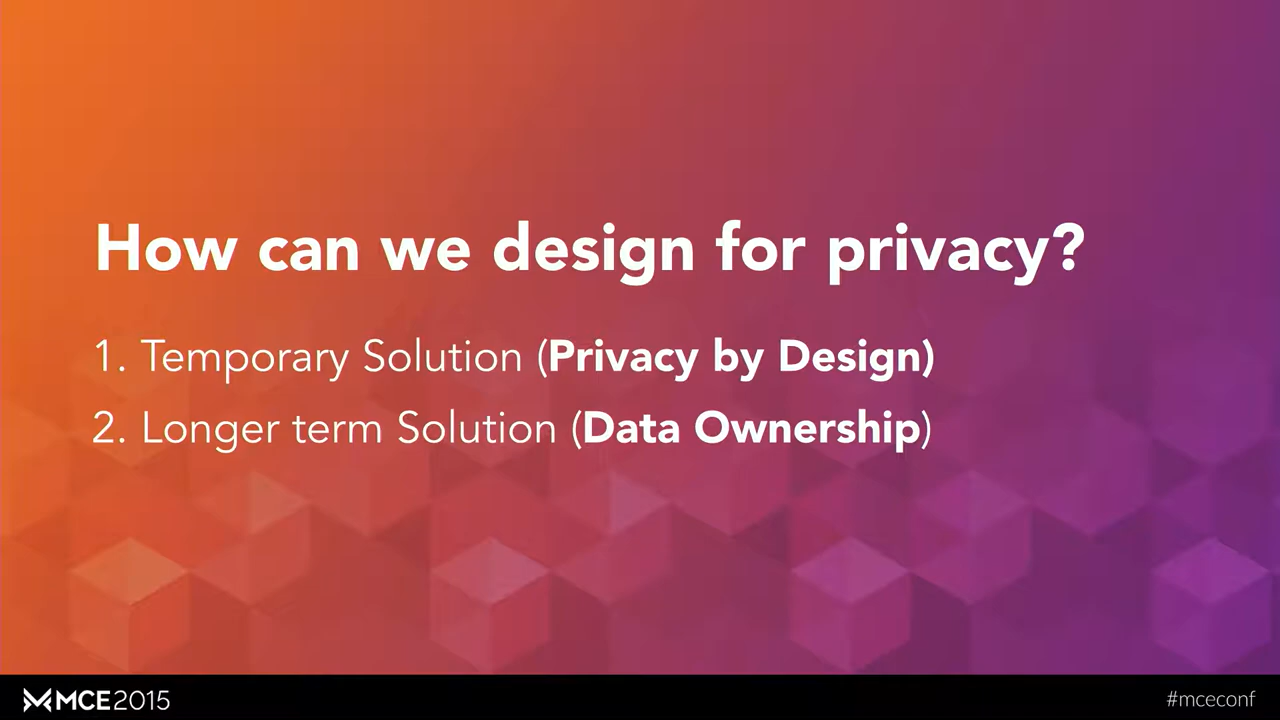 How can we design for privacy?
1. Temporary Solution (Privacy by Design)
2. Longer term Solution (Data Ownership)
MCE2015
#mceconf